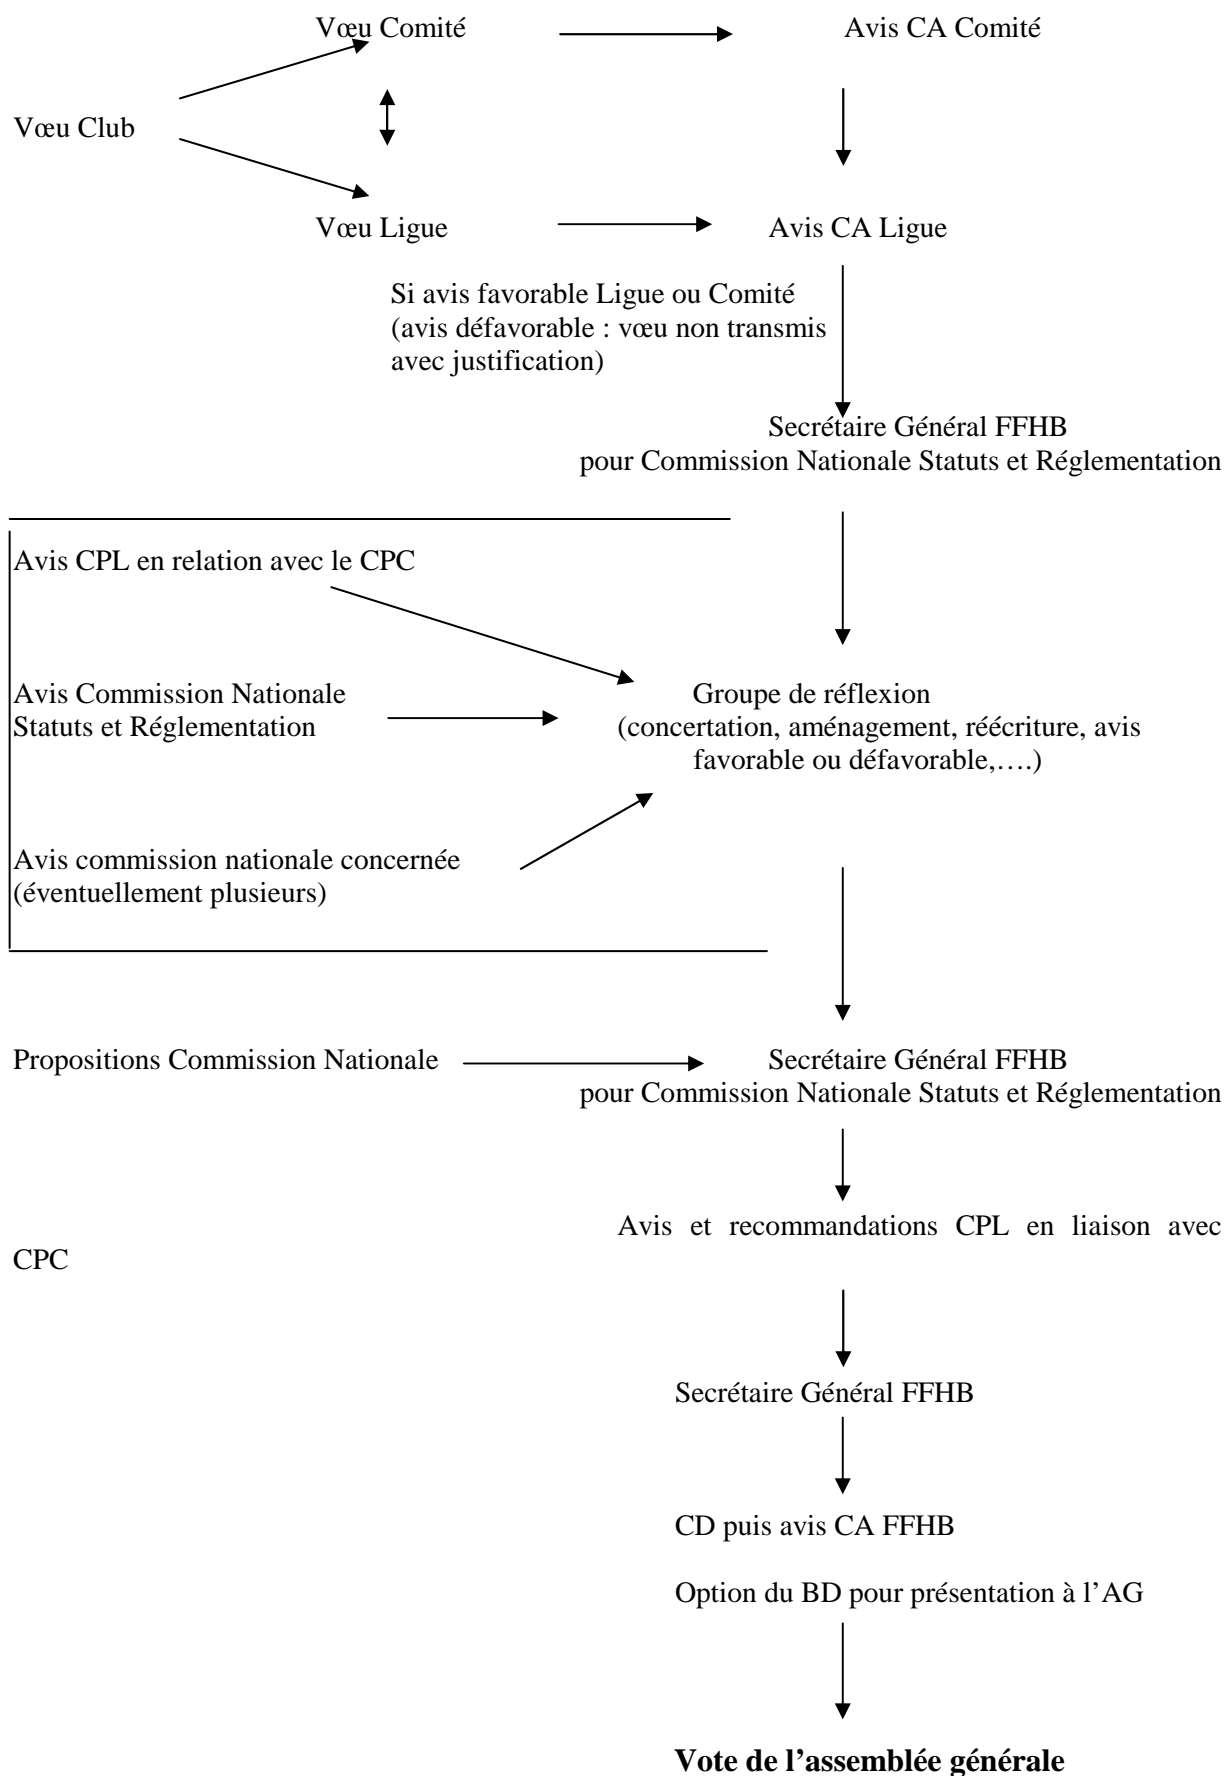 Vœu Comité
Avis CA Comité
Vœu Club
Vœu Ligue
Avis CA Ligue
Si avis favorable Ligue ou Comité
(avis défavorable : vœu non transmis
avec justification)
Secrétaire Général FFHB
pour Commission Nationale Statuts et Réglementation
Avis CPL en relation avec le CPC
Avis Commission Nationale
Statuts et Réglementation
Groupe de réflexion
(concertation, aménagement, réécriture, avis
favorable ou défavorable,….)
Avis commission nationale concernée
(éventuellement plusieurs)
Propositions Commission Nationale
Secrétaire Général FFHB
pour Commission Nationale Statuts et Réglementation
Avis et recommandations CPL en liaison avec
CPC
Secrétaire Général FFHB
CD puis avis CA FFHB
Option du BD pour présentation à l’AG
Vote de l’assemblée générale